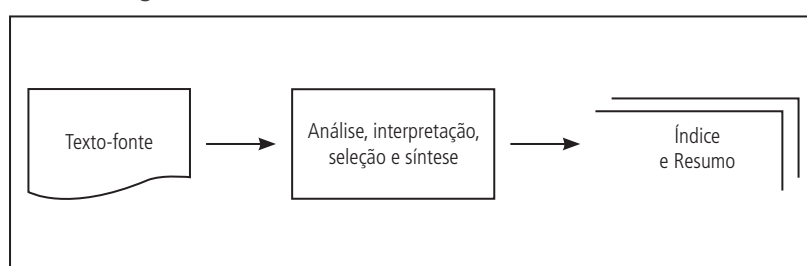 Texto-fonte
Análise, interpretação,
seleção e síntese
Índice
e Resumo